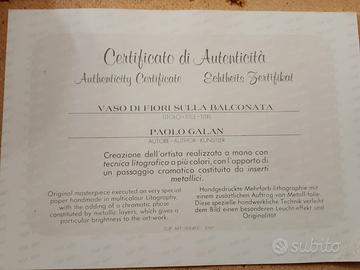 Certificato di Autenticità
Authenticity Certificate Echtheits Zertifikat
VASO DI FIORI SULLA BALCONATA
TITOLO - TITLE - TITEL
PAOLO GALAN
AUTORE - AUTHOR - KÜNSTLER
Creazione dell'artista realizzata a mano con
tecnica litografica a più colori, con l'apporto di
un passaggio cromatico costituito da inserti
metallici.
Original masterpiece executed on very special
paper handmade in multicolour Litography,
with the adding of a chromatic phase
constituted by metallic layers, which gives a
particular brightness to the art-work.
Handgedruckte Mehrfarb-lithographie mit
einem zusätzlichen Auftrag von Metall-folie.
Diese spezielle handwerkliche Technik verleiht
dem Bild einen besonderen Leucht-effekt und
Originalität
subito